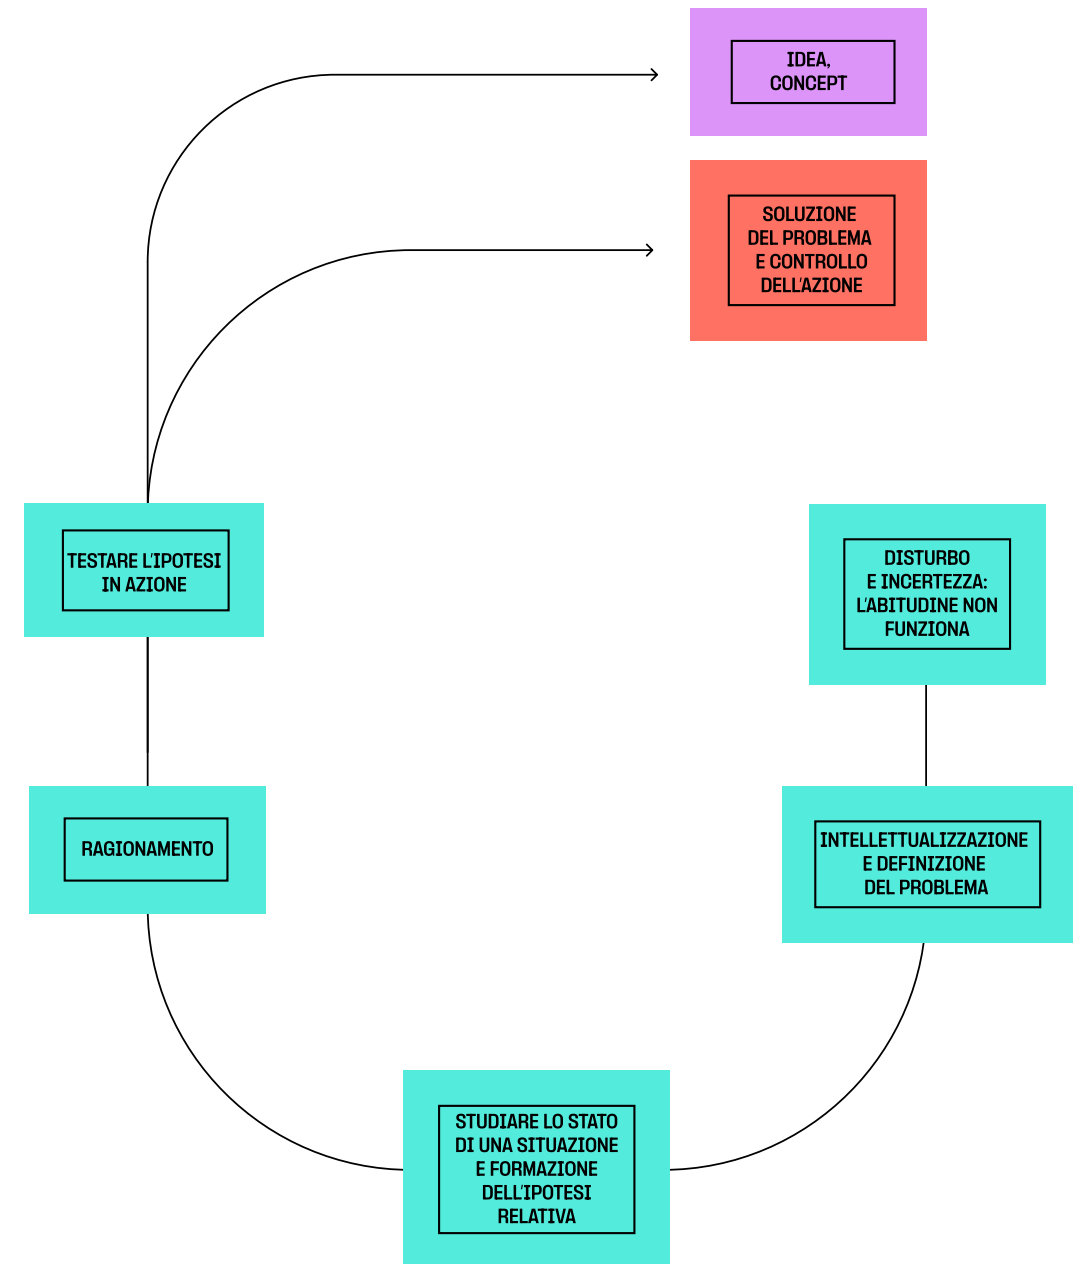 IDEA,
CONCEPT
SOLUZIONE
DEL PROBLEMA
E CONTROLLO
DELL'AZIONE
TESTARE L'IPOTESI
IN AZIONE
DISTURBO
E INCERTEZZA:
L'ABITUDINE NON
FUNZIONA
RAGIONAMENTO
INTELLETTUALIZZAZIONE
E DEFINIZIONE
DEL PROBLEMA
STUDIARE LO STATO
DI UNA SITUAZIONE
E FORMAZIONE
DELL'IPOTESI
RELATIVA